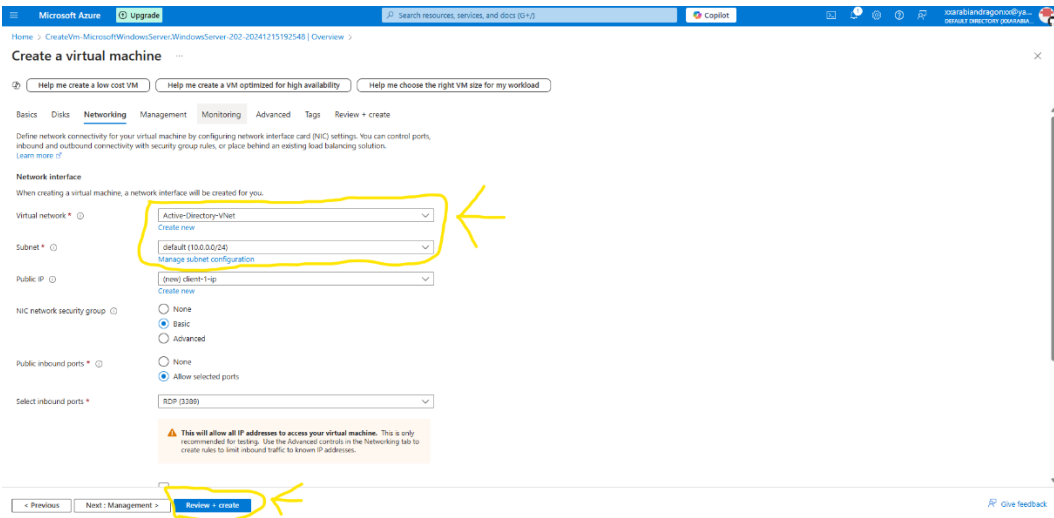 Microsoft Azure
Upgrade
Search resources, services, and docs (G+/)
Copilot
xxarabiandragonxx@ya...
DEFAULT DIRECTORY (XXARABIA...
Home > CreateVm-MicrosoftWindowsServer.WindowsServer-202-20241215192548 | Overview >
Create a virtual machine ...
Help me create a low cost VM
Help me create a VM optimized for high availability
Help me choose the right VM size for my workload
Basics Disks Networking Management Monitoring Advanced Tags Review + create
Define network connectivity for your virtual machine by configuring network interface card (NIC) settings. You can control ports,
inbound and outbound connectivity with security group rules, or place behind an existing load balancing solution.
Learn more
Network interface
When creating a virtual machine, a network interface will be created for you.
Virtual network *
Active-Directory-VNet
Create new
Subnet *
default (10.0.0.0/24)
Manage subnet configuration
Public IP
(new) client-1-ip
Create new
NIC network security group
None
Basic
Advanced
Public inbound ports *
None
Allow selected ports
Select inbound ports *
RDP (3389)
This will allow all IP addresses to access your virtual machine. This is only
recommended for testing. Use the Advanced controls in the Networking tab to
create rules to limit inbound traffic to known IP addresses.
< Previous
Next : Management >
Review + create
Give feedback